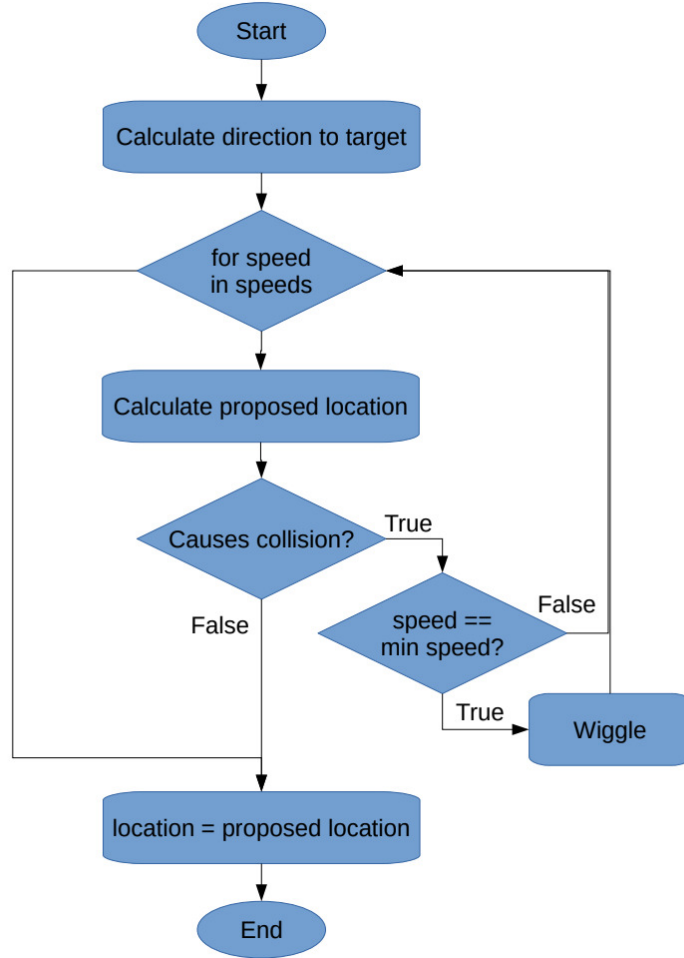 Start
Calculate direction to target
for speed
in speeds
Calculate proposed location
Causes collision?
True
False
speed ==
min speed?
False
True
Wiggle
location = proposed location
End